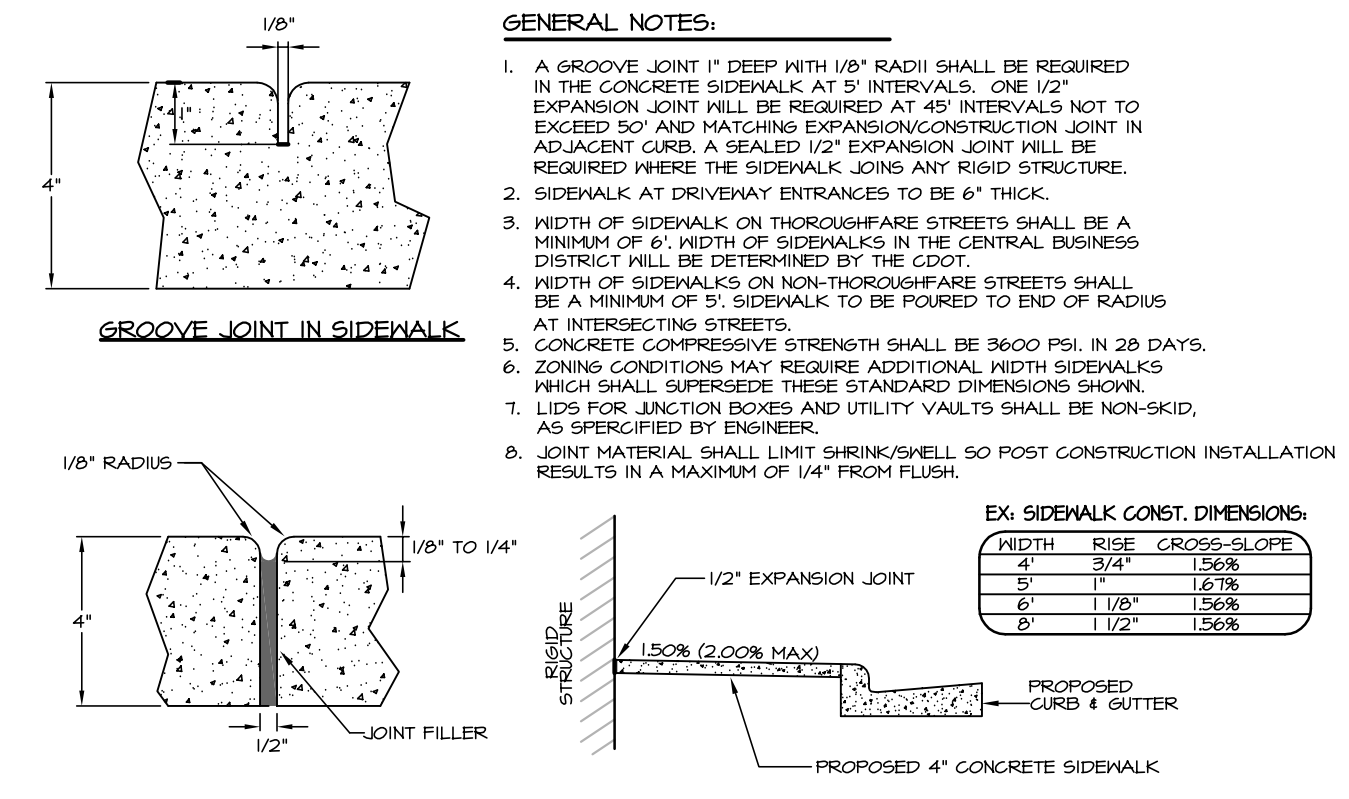 1/8"
1"
4"
GROOVE JOINT IN SIDEWALK
GENERAL NOTES:
1. A GROOVE JOINT 1" DEEP WITH 1/8" RADII SHALL BE REQUIRED
IN THE CONCRETE SIDEWALK AT 5' INTERVALS. ONE 1/2"
EXPANSION JOINT WILL BE REQUIRED AT 45' INTERVALS NOT TO
EXCEED 50' AND MATCHING EXPANSION/CONSTRUCTION JOINT IN
ADJACENT CURB. A SEALED 1/2" EXPANSION JOINT WILL BE
REQUIRED WHERE THE SIDEWALK JOINS ANY RIGID STRUCTURE.
2. SIDEWALK AT DRIVEWAY ENTRANCES TO BE 6" THICK.
3. WIDTH OF SIDEWALK ON THOROUGHFARE STREETS SHALL BE A
MINIMUM OF 6'. WIDTH OF SIDEWALKS IN THE CENTRAL BUSINESS
DISTRICT WILL BE DETERMINED BY THE CDOT.
4. WIDTH OF SIDEWALKS ON NON-THOROUGHFARE STREETS SHALL
BE A MINIMUM OF 5'. SIDEWALK TO BE POURED TO END OF RADIUS
AT INTERSECTING STREETS.
5. CONCRETE COMPRESSIVE STRENGTH SHALL BE 3600 PSI. IN 28 DAYS.
6. ZONING CONDITIONS MAY REQUIRE ADDITIONAL WIDTH SIDEWALKS
WHICH SHALL SUPERSEDE THESE STANDARD DIMENSIONS SHOWN.
7. LIDS FOR JUNCTION BOXES AND UTILITY VAULTS SHALL BE NON-SKID,
AS SPERCIFIED BY ENGINEER.
8. JOINT MATERIAL SHALL LIMIT SHRINK/SWELL SO POST CONSTRUCTION INSTALLATION
RESULTS IN A MAXIMUM OF 1/4" FROM FLUSH.
1/8" RADIUS
1/8" TO 1/4"
4"
1/2"
JOINT FILLER
RIGID
STRUCTURE
1/2" EXPANSION JOINT
1.50% (2.00% MAX)
PROPOSED
CURB & GUTTER
PROPOSED 4" CONCRETE SIDEWALK
EX: SIDEWALK CONST. DIMENSIONS:
WIDTH RISE CROSS-SLOPE
4' 3/4" 1.56%
5' 1" 1.67%
6' 1 1/8" 1.56%
8' 1 1/2" 1.56%